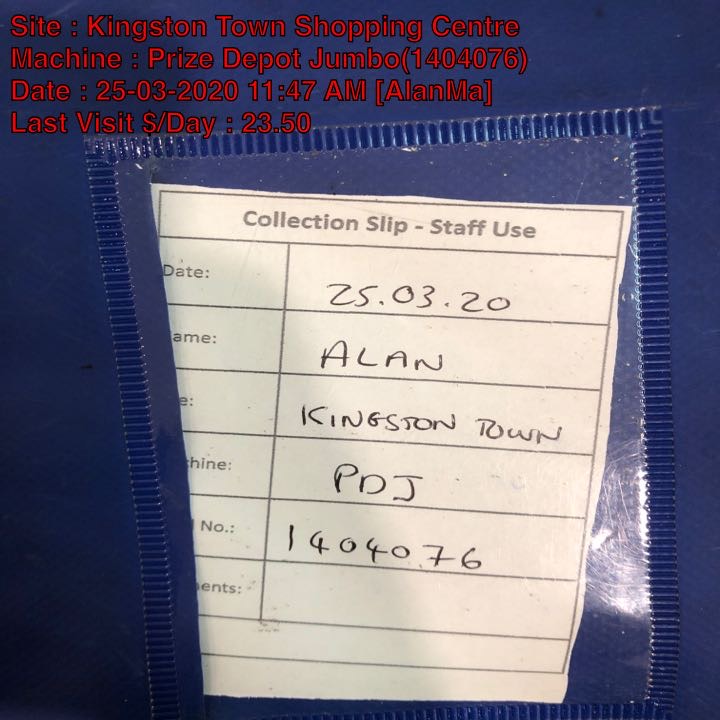 Site : Kingston Town Shopping Centre
Machine : Prize Depot Jumbo(1404076)
Date : 25-03-2020 11:47 AM [AlanMa]
Last Visit $/Day : 23.50
Collection Slip - Staff Use
Date: 25.03.20
ame: ALAN
e: KINGSTON TOWN
chine: PDJ
l No.: 1404076
ents: